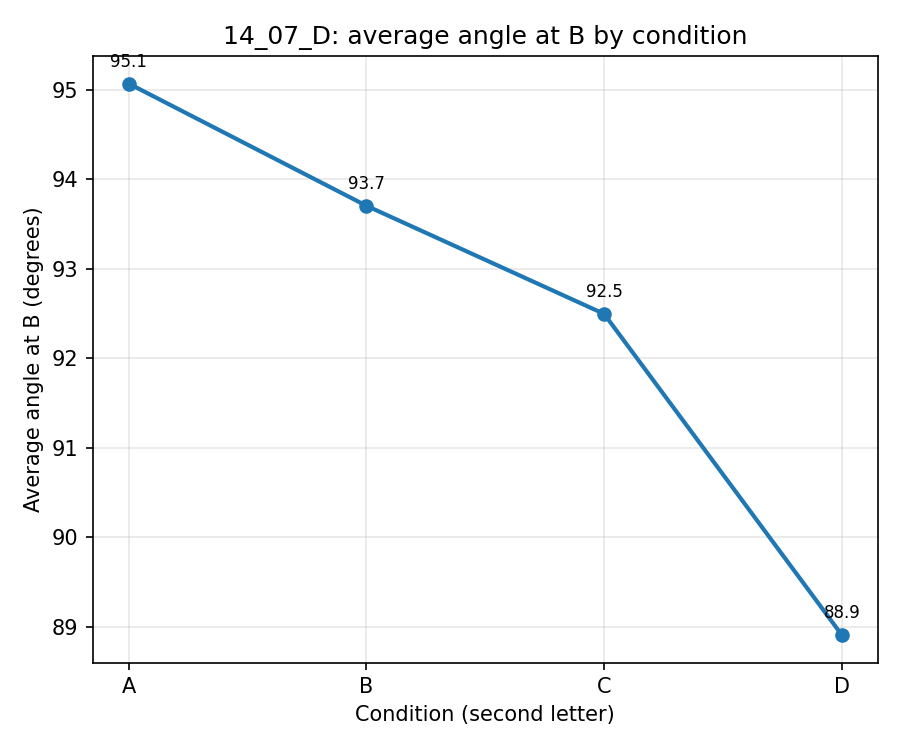 14_07_D: average angle at B by condition
95.1
93.7
92.5
88.9
95
94
93
92
91
90
89
Average angle at B (degrees)
A B C D
Condition (second letter)